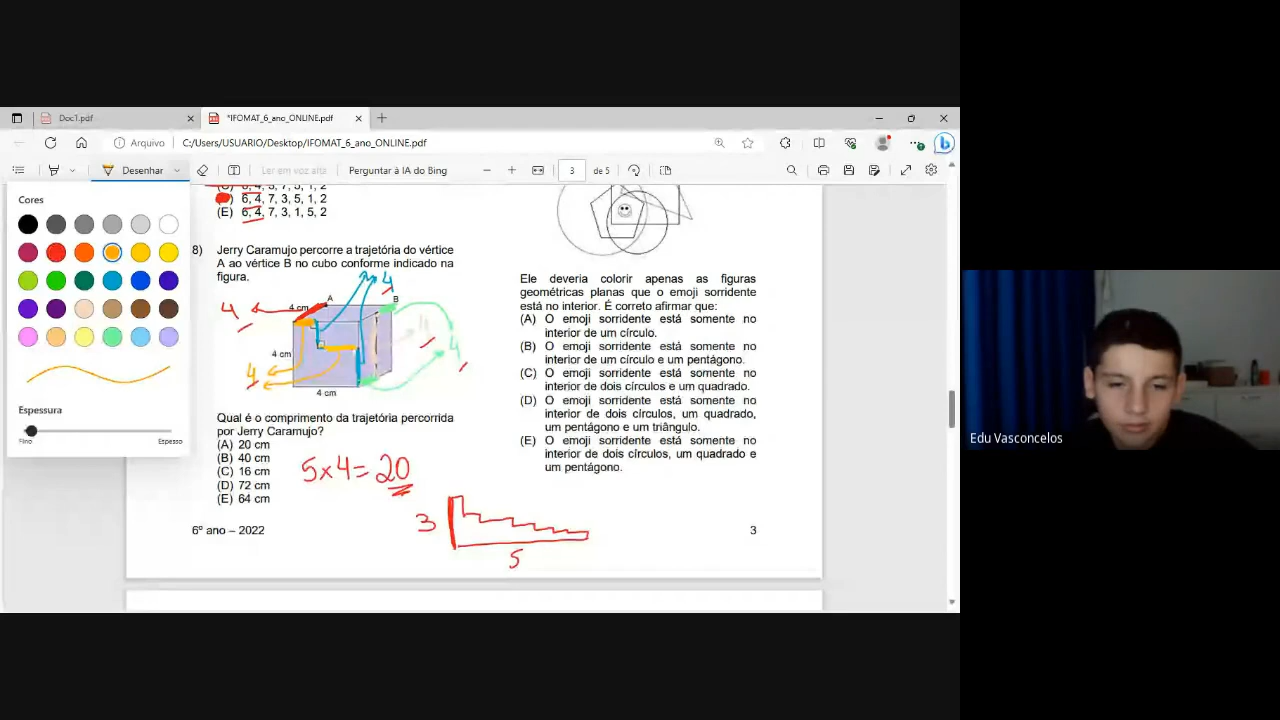 Doc1.pdf
*IFOMAT_6_ano_ONLINE.pdf
Arquivo
C:/Users/USUARIO/Desktop/IFOMAT_6_ano_ONLINE.pdf
Desenhar
Ler em voz alta
Perguntar à IA do Bing
3
de 5
Cores
Espessura
Fino
Espesso
6, 4, 7, 3, 5, 1, 2
(E) 6, 4, 7, 3, 1, 5, 2
8) Jerry Caramujo percorre a trajetória do vértice
A ao vértice B no cubo conforme indicado na
figura.
4
4 cm
A
4
B
4 cm
4
4
4
4 cm
Qual é o comprimento da trajetória percorrida
por Jerry Caramujo?
(A) 20 cm
(B) 40 cm
(C) 16 cm
(D) 72 cm
(E) 64 cm
5x4=20
3
5
6º ano – 2022
Ele deveria colorir apenas as figuras
geométricas planas que o emoji sorridente
está no interior. É correto afirmar que:
(A) O emoji sorridente está somente no
interior de um círculo.
(B) O emoji sorridente está somente no
interior de um círculo e um pentágono.
(C) O emoji sorridente está somente no
interior de dois círculos e um quadrado.
(D) O emoji sorridente está somente no
interior de dois círculos, um quadrado,
um pentágono e um triângulo.
(E) O emoji sorridente está somente no
interior de dois círculos, um quadrado e
um pentágono.
3
Edu Vasconcelos